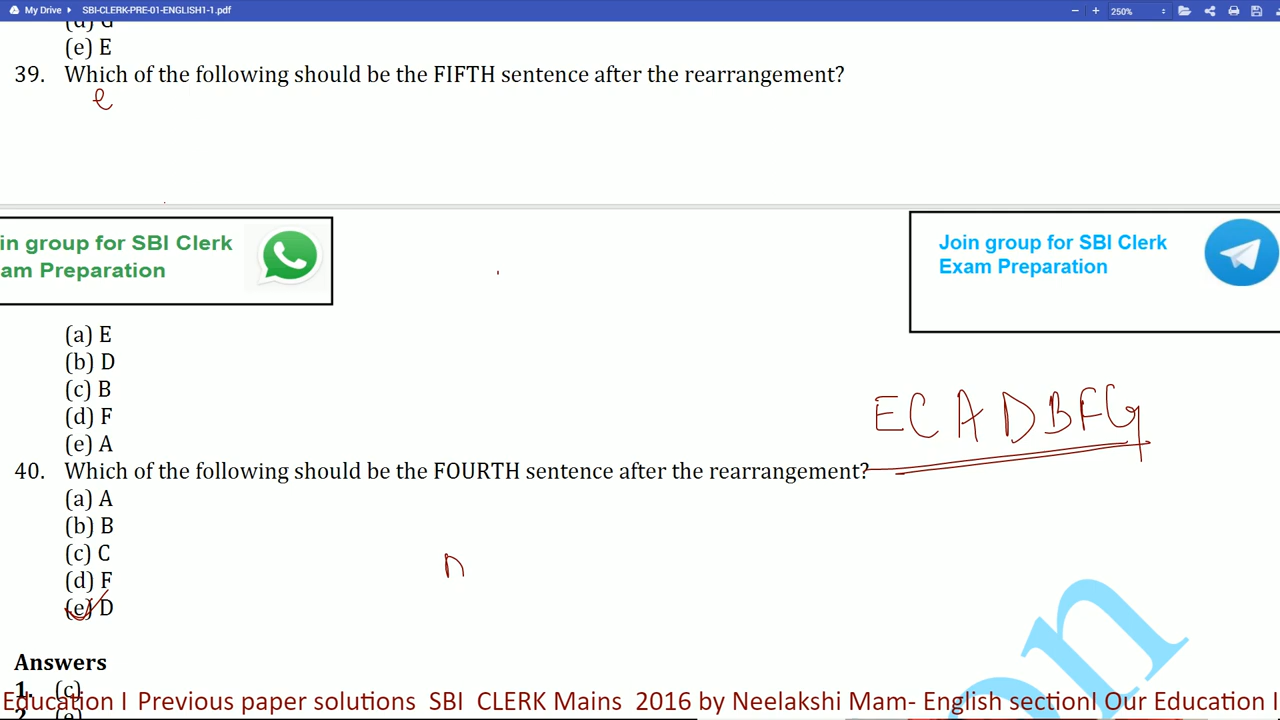 My Drive SBI-CLERK-PRE-01-ENGLISH1-1.pdf 250%
(d) G
(e) E
39. Which of the following should be the FIFTH sentence after the rearrangement?
e
in group for SBI Clerk
am Preparation
Join group for SBI Clerk
Exam Preparation
(a) E
(b) D
(c) B
(d) F
(e) A
E C A D B F G
40. Which of the following should be the FOURTH sentence after the rearrangement?
(a) A
(b) B
(c) C
(d) F
(e) D
Answers
1. (c)
2. (e)
on
Education I Previous paper solutions SBI CLERK Mains 2016 by Neelakshi Mam- English sectionI Our Education I